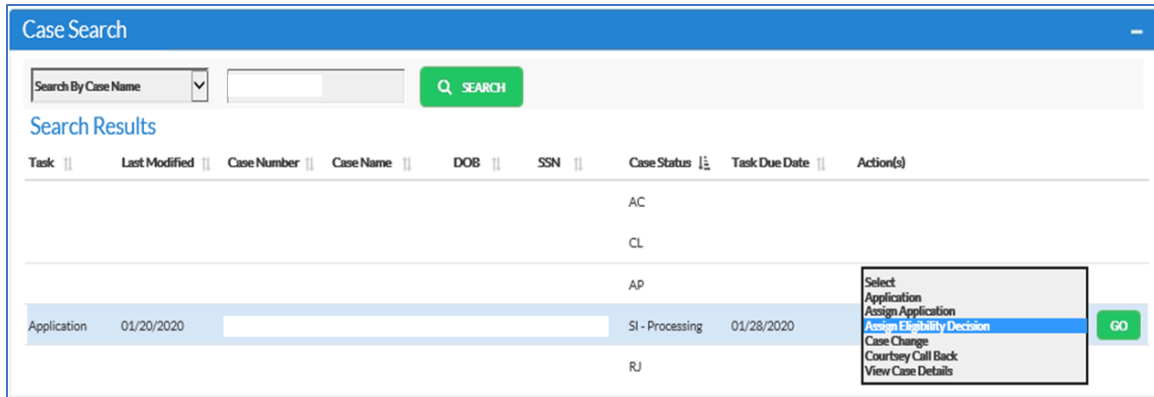 Case Search
Search By Case Name
SEARCH
Search Results
Task Last Modified Case Number Case Name DOB SSN Case Status Task Due Date Action(s)
AC
CL
AP
Select
Application
Assign Application
Application 01/20/2020 SI - Processing 01/28/2020 Assign Eligibility Decision GO
Case Change
Courtsey Call Back
RJ
View Case Details